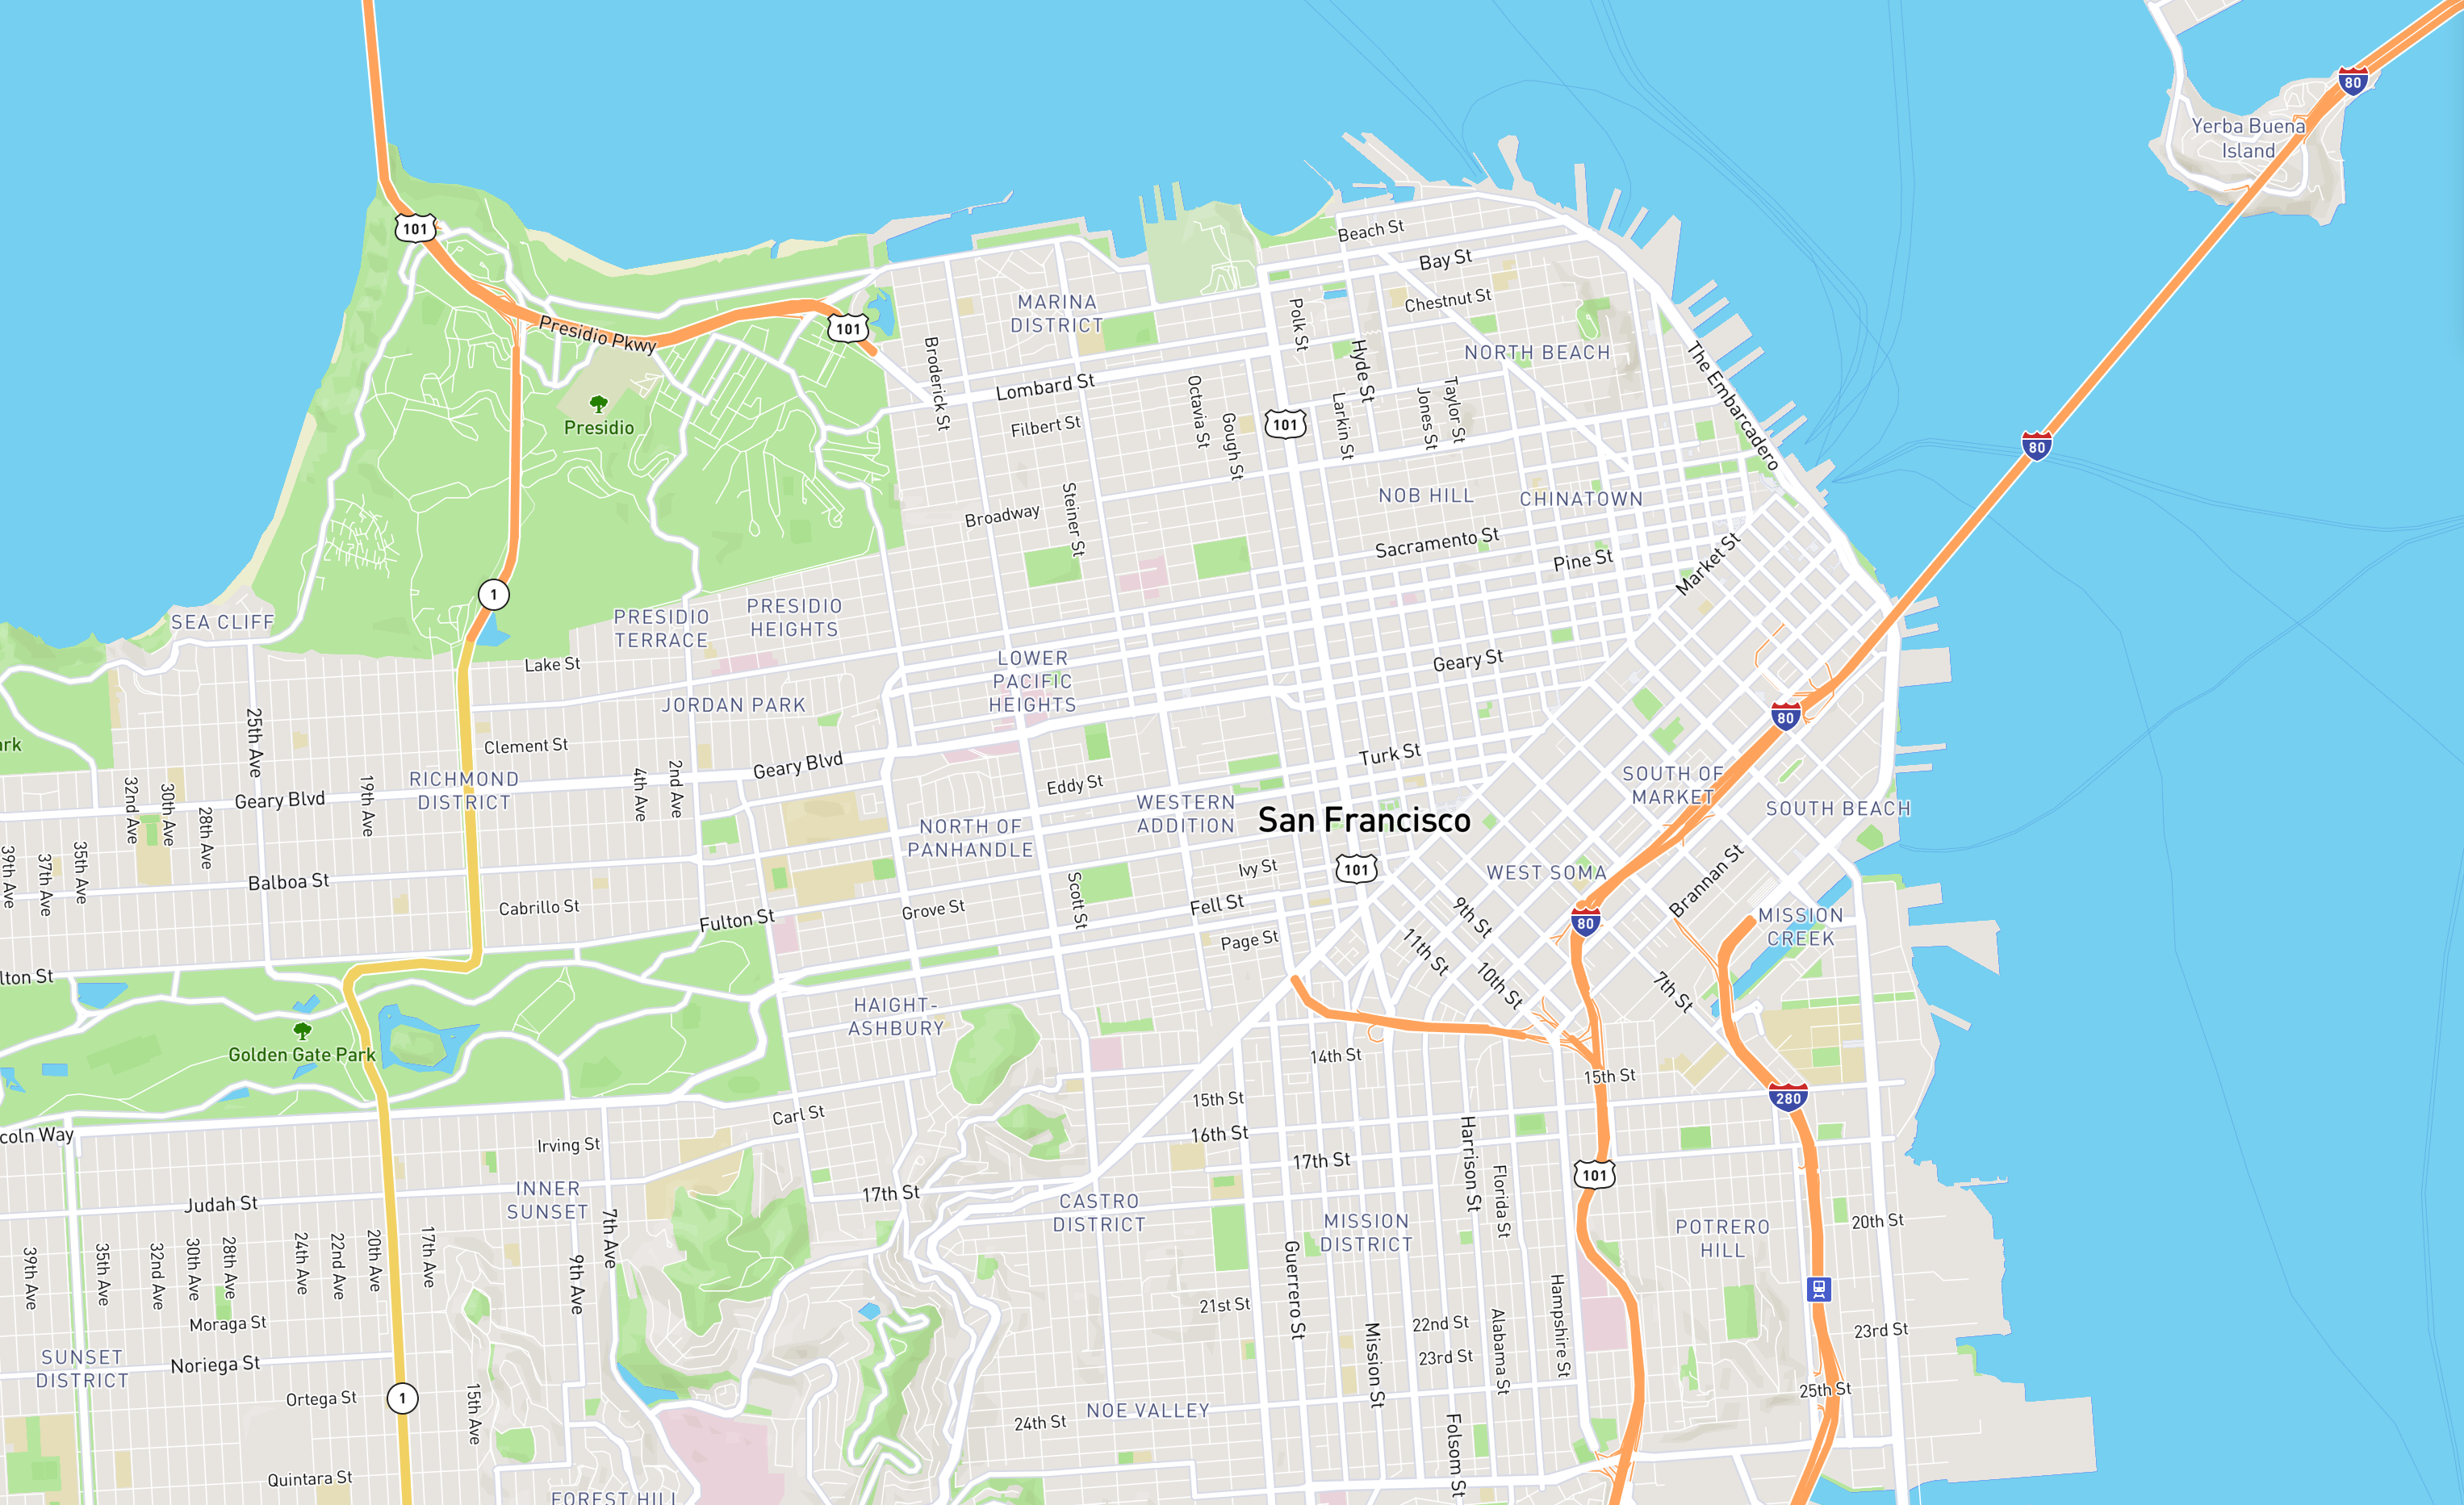 80
Yerba Buena
Island
101
Beach St
Bay St
Chestnut St
MARINA
DISTRICT
Polk St
Presidio Pkwy
101
Broderick St
Hyde St
NORTH BEACH
The Embarcadero
Lombard St
Octavia St
Gough St
Larkin St
Jones St
Taylor St
Presidio
Filbert St
101
80
Steiner St
Broadway
NOB HILL
CHINATOWN
Sacramento St
Pine St
Market St
1
SEA CLIFF
PRESIDIO
TERRACE
PRESIDIO
HEIGHTS
Lake St
LOWER
PACIFIC
HEIGHTS
Geary St
JORDAN PARK
25th Ave
80
ark
Clement St
Turk St
RICHMOND
DISTRICT
Geary Blvd
4th Ave
2nd Ave
Eddy St
SOUTH OF
MARKET
32nd Ave
30th Ave
28th Ave
Geary Blvd
19th Ave
WESTERN
ADDITION
San Francisco
SOUTH BEACH
NORTH OF
PANHANDLE
39th Ave
37th Ave
35th Ave
Balboa St
Ivy St
101
WEST SOMA
Brannan St
Scott St
Cabrillo St
Fulton St
Grove St
Fell St
9th St
80
MISSION
CREEK
Page St
11th St
10th St
7th St
lton St
HAIGHT-
ASHBURY
Golden Gate Park
14th St
15th St
280
coln Way
Carl St
15th St
Irving St
16th St
17th St
Harrison St
Florida St
101
Judah St
INNER
SUNSET
17th St
CASTRO
DISTRICT
MISSION
DISTRICT
POTRERO
HILL
20th St
7th Ave
39th Ave
35th Ave
32nd Ave
30th Ave
28th Ave
24th Ave
22nd Ave
20th Ave
17th Ave
9th Ave
Guerrero St
Hampshire St
21st St
Moraga St
Mission St
22nd St
Alabama St
23rd St
SUNSET
DISTRICT
Noriega St
23rd St
Ortega St
1
15th Ave
25th St
NOE VALLEY
24th St
Folsom St
Quintara St
FOREST HILL